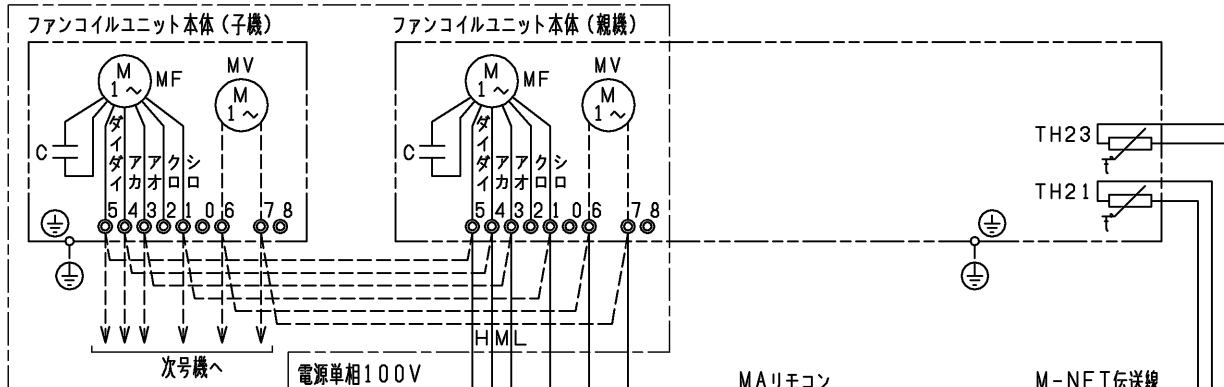 ファンコイルユニット本体（子機）
ファンコイルユニット本体（親機）
M
1～
MF
MV
M
1～
C
ダイダイ
アカ
アオ
クロ
シロ
5 4 3 2 1 0 6 7 8
M
1～
MF
MV
M
1～
C
ダイダイ
アカ
アオ
クロ
シロ
5 4 3 2 1 0 6 7 8
TH23
t
TH21
t
H M L
次号機へ
電源単相100V
MAリモコン
M-NET伝送線